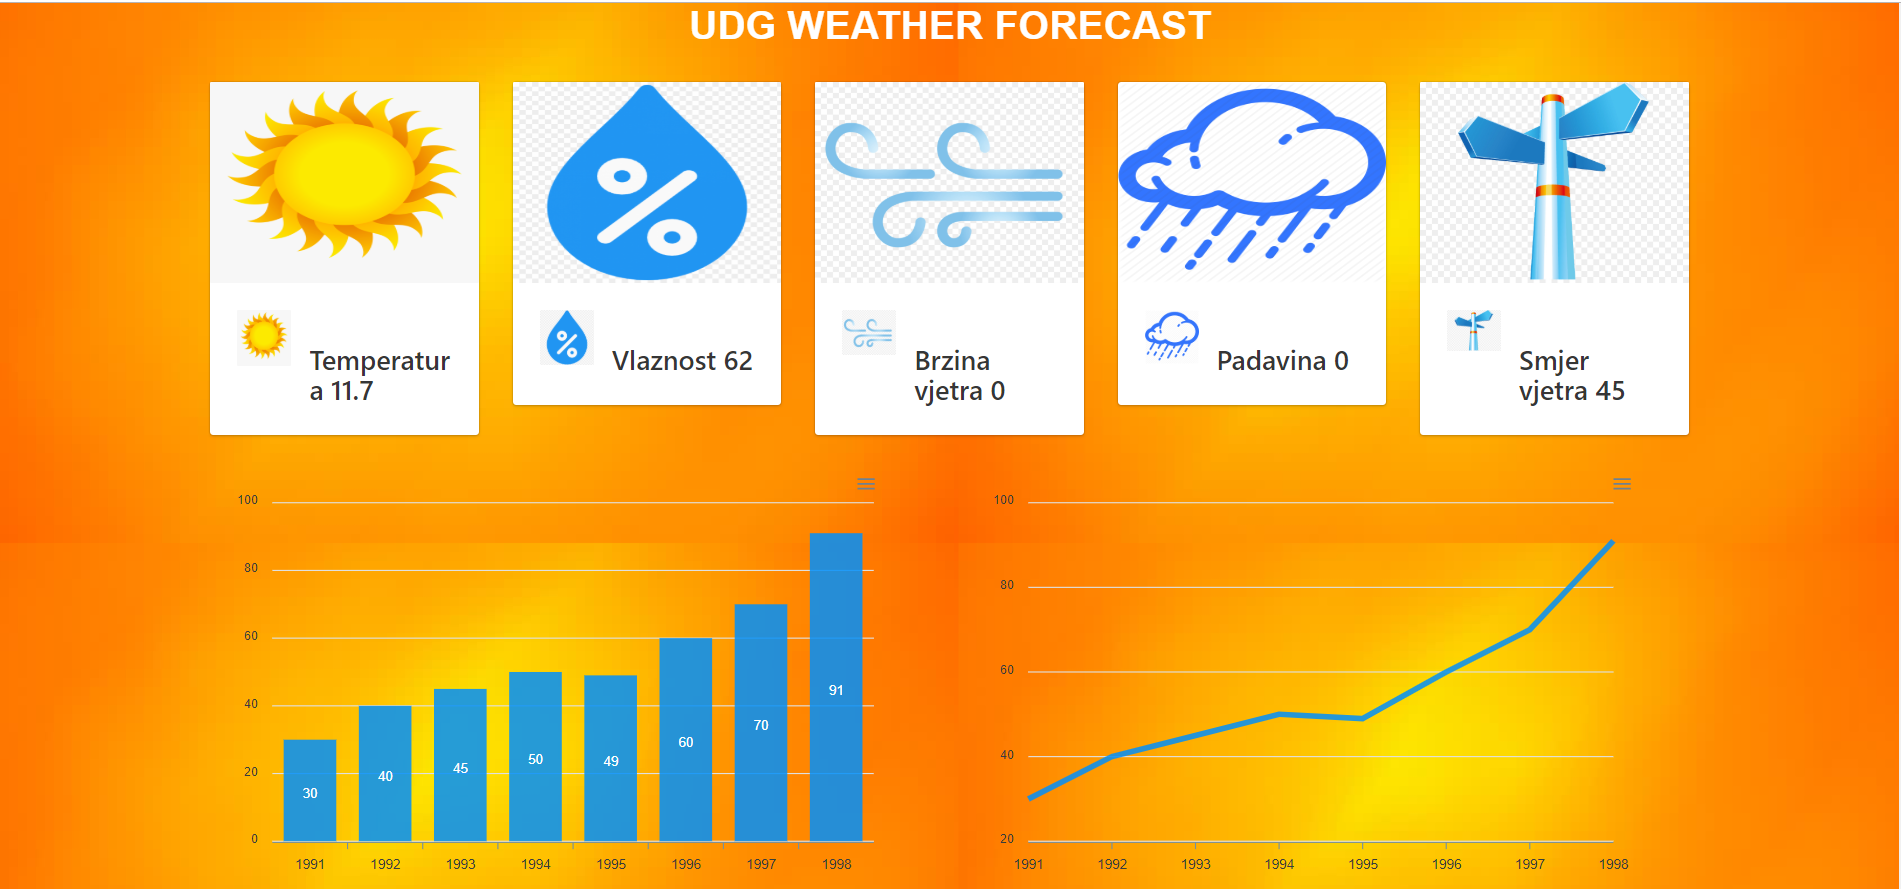 UDG WEATHER FORECAST
Temperatur
a 11.7
Vlaznost 62
Brzina
vjetra 0
Padavina 0
Smjer
vjetra 45
100
80
60
40
20
0
30
40
45
50
49
60
70
91
1991 1992 1993 1994 1995 1996 1997 1998
100
80
60
40
20
1991 1992 1993 1994 1995 1996 1997 1998